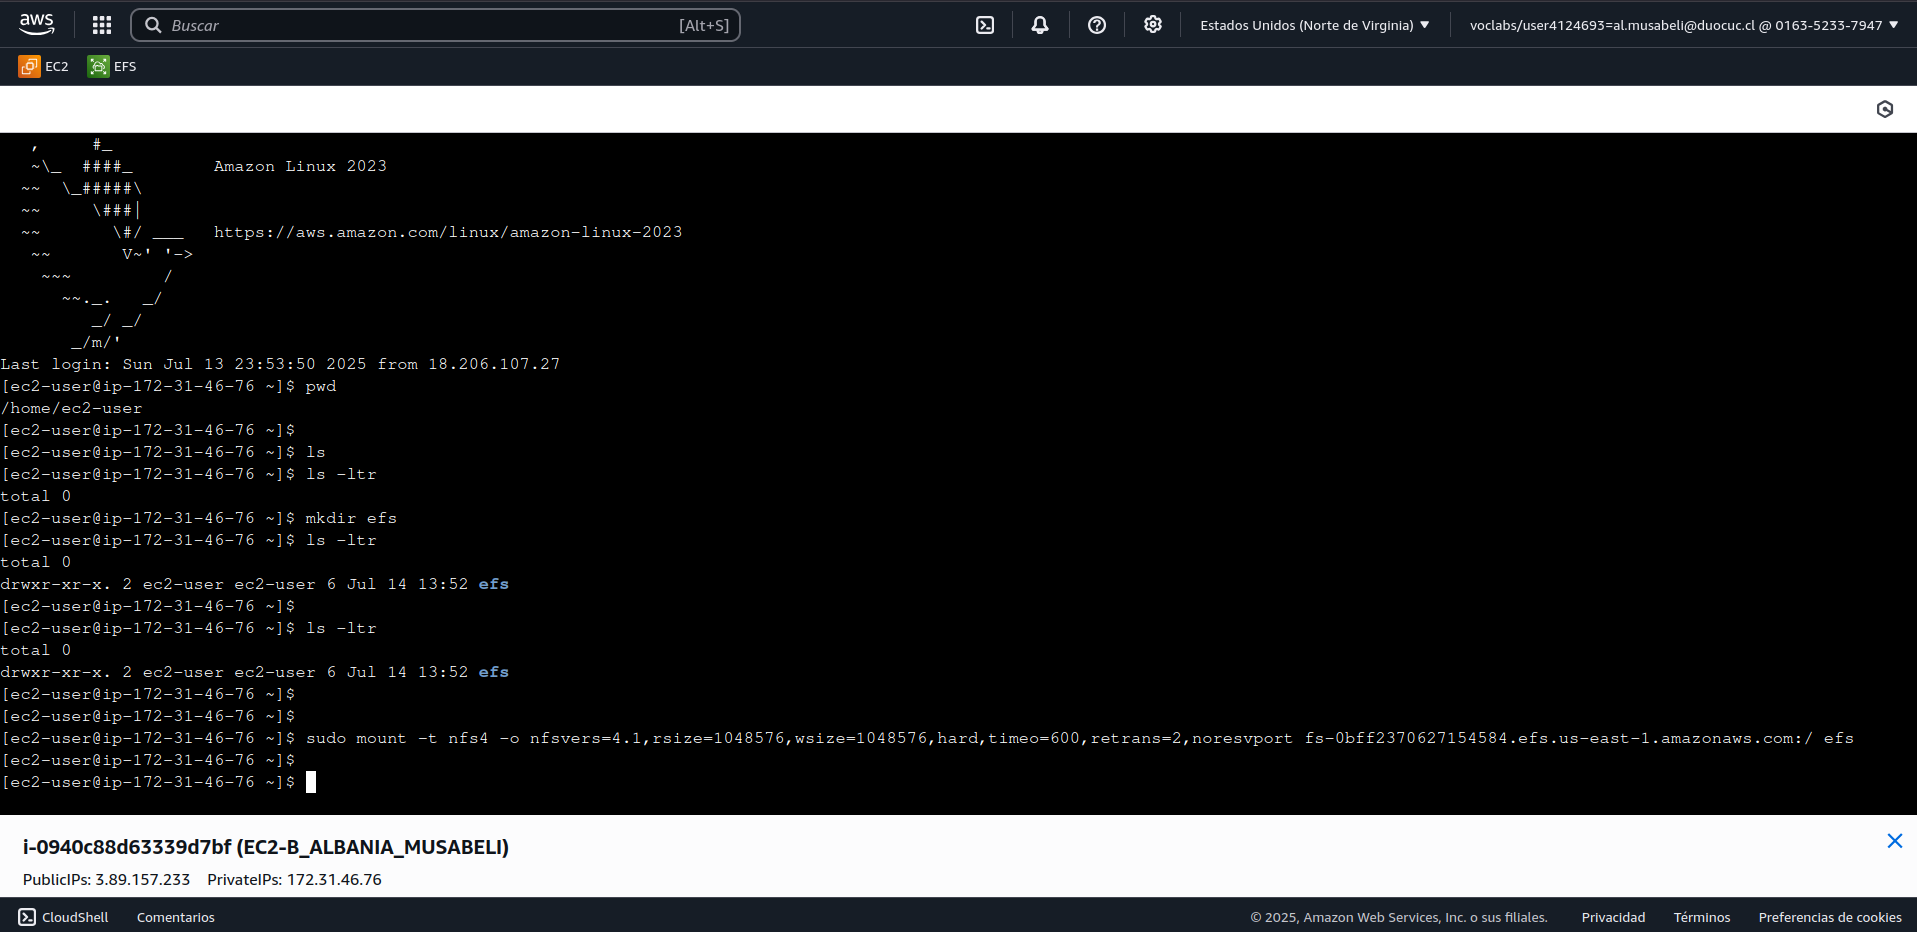 aws
Buscar [Alt+S] Estados Unidos (Norte de Virginia) ▼ voclabs/user4124693=al.musabeli@duocuc.cl @ 0163-5233-7947 ▼
EC2 EFS
   ,     #_
   ~\_  ####_        Amazon Linux 2023
  ~~  \_#####\
  ~~     \###|
  ~~       \#/ ___   https://aws.amazon.com/linux/amazon-linux-2023
   ~~       V~' '->
    ~~~         /
      ~~._.   _/
         _/ _/
       _/m/'
Last login: Sun Jul 13 23:53:50 2025 from 18.206.107.27
[ec2-user@ip-172-31-46-76 ~]$ pwd
/home/ec2-user
[ec2-user@ip-172-31-46-76 ~]$
[ec2-user@ip-172-31-46-76 ~]$ ls
[ec2-user@ip-172-31-46-76 ~]$ ls -ltr
total 0
[ec2-user@ip-172-31-46-76 ~]$ mkdir efs
[ec2-user@ip-172-31-46-76 ~]$ ls -ltr
total 0
drwxr-xr-x. 2 ec2-user ec2-user 6 Jul 14 13:52 efs
[ec2-user@ip-172-31-46-76 ~]$
[ec2-user@ip-172-31-46-76 ~]$ ls -ltr
total 0
drwxr-xr-x. 2 ec2-user ec2-user 6 Jul 14 13:52 efs
[ec2-user@ip-172-31-46-76 ~]$
[ec2-user@ip-172-31-46-76 ~]$
[ec2-user@ip-172-31-46-76 ~]$ sudo mount -t nfs4 -o nfsvers=4.1,rsize=1048576,wsize=1048576,hard,timeo=600,retrans=2,noresvport fs-0bff2370627154584.efs.us-east-1.amazonaws.com:/ efs
[ec2-user@ip-172-31-46-76 ~]$
[ec2-user@ip-172-31-46-76 ~]$
i-0940c88d63339d7bf (EC2-B_ALBANIA_MUSABELI)
PublicIPs: 3.89.157.233 PrivateIPs: 172.31.46.76
CloudShell Comentarios © 2025, Amazon Web Services, Inc. o sus filiales. Privacidad Términos Preferencias de cookies